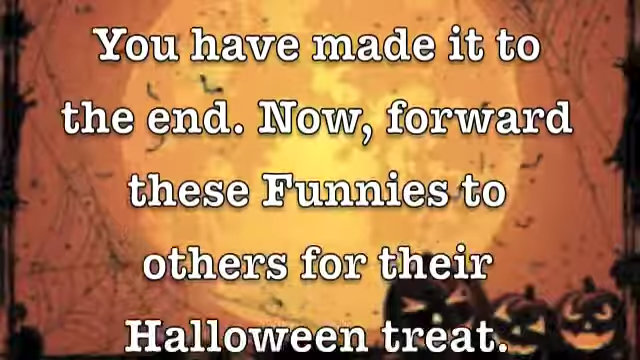 You have made it to
the end. Now, forward
these Funnies to
others for their
Halloween treat.